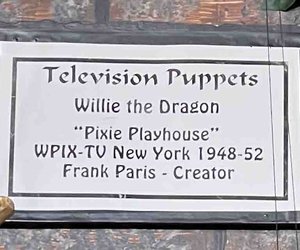 Television Puppets
Willie the Dragon
"Pixie Playhouse"
WPIX-TV New York 1948-52
Frank Paris - Creator